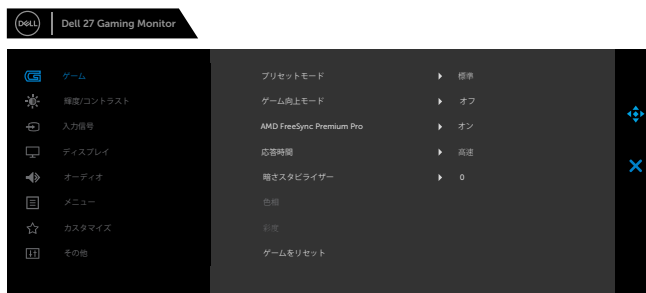 DELL Dell 27 Gaming Monitor
ゲーム プリセットモード 標準
輝度/コントラスト ゲーム向上モード オフ
入力信号 AMD FreeSync Premium Pro オン
ディスプレイ 応答時間 高速
オーディオ 暗さスタビライザー 0
メニュー 色相
カスタマイズ 彩度
その他 ゲームをリセット